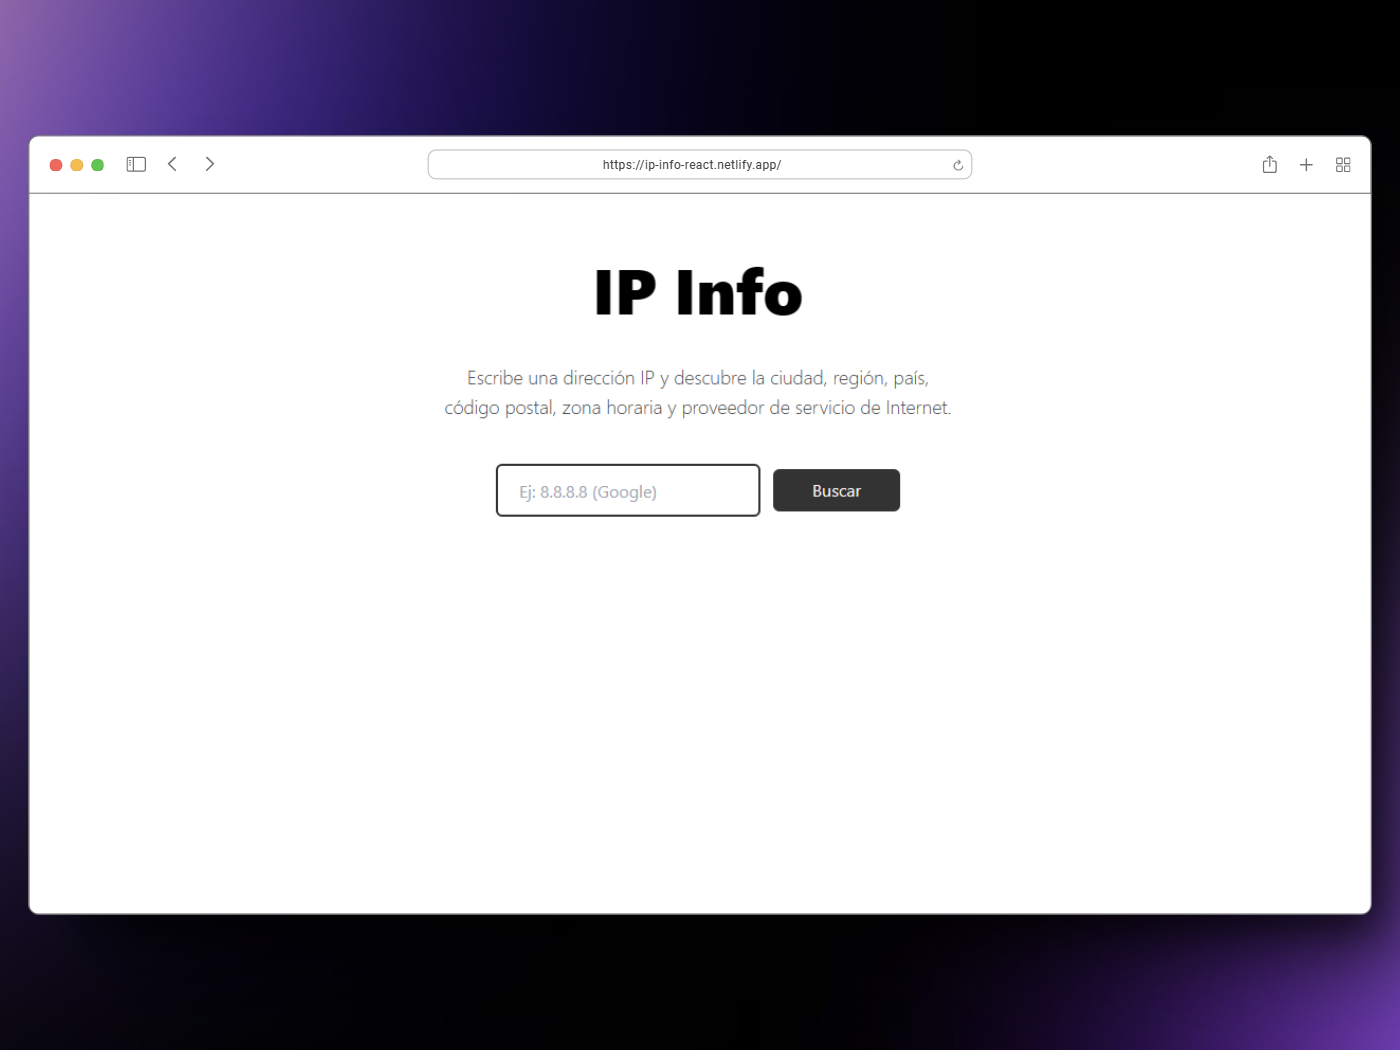 https://ip-info-react.netlify.app/
IP Info
Escribe una dirección IP y descubre la ciudad, región, país,
código postal, zona horaria y proveedor de servicio de Internet.
Ej: 8.8.8.8 (Google)
Buscar